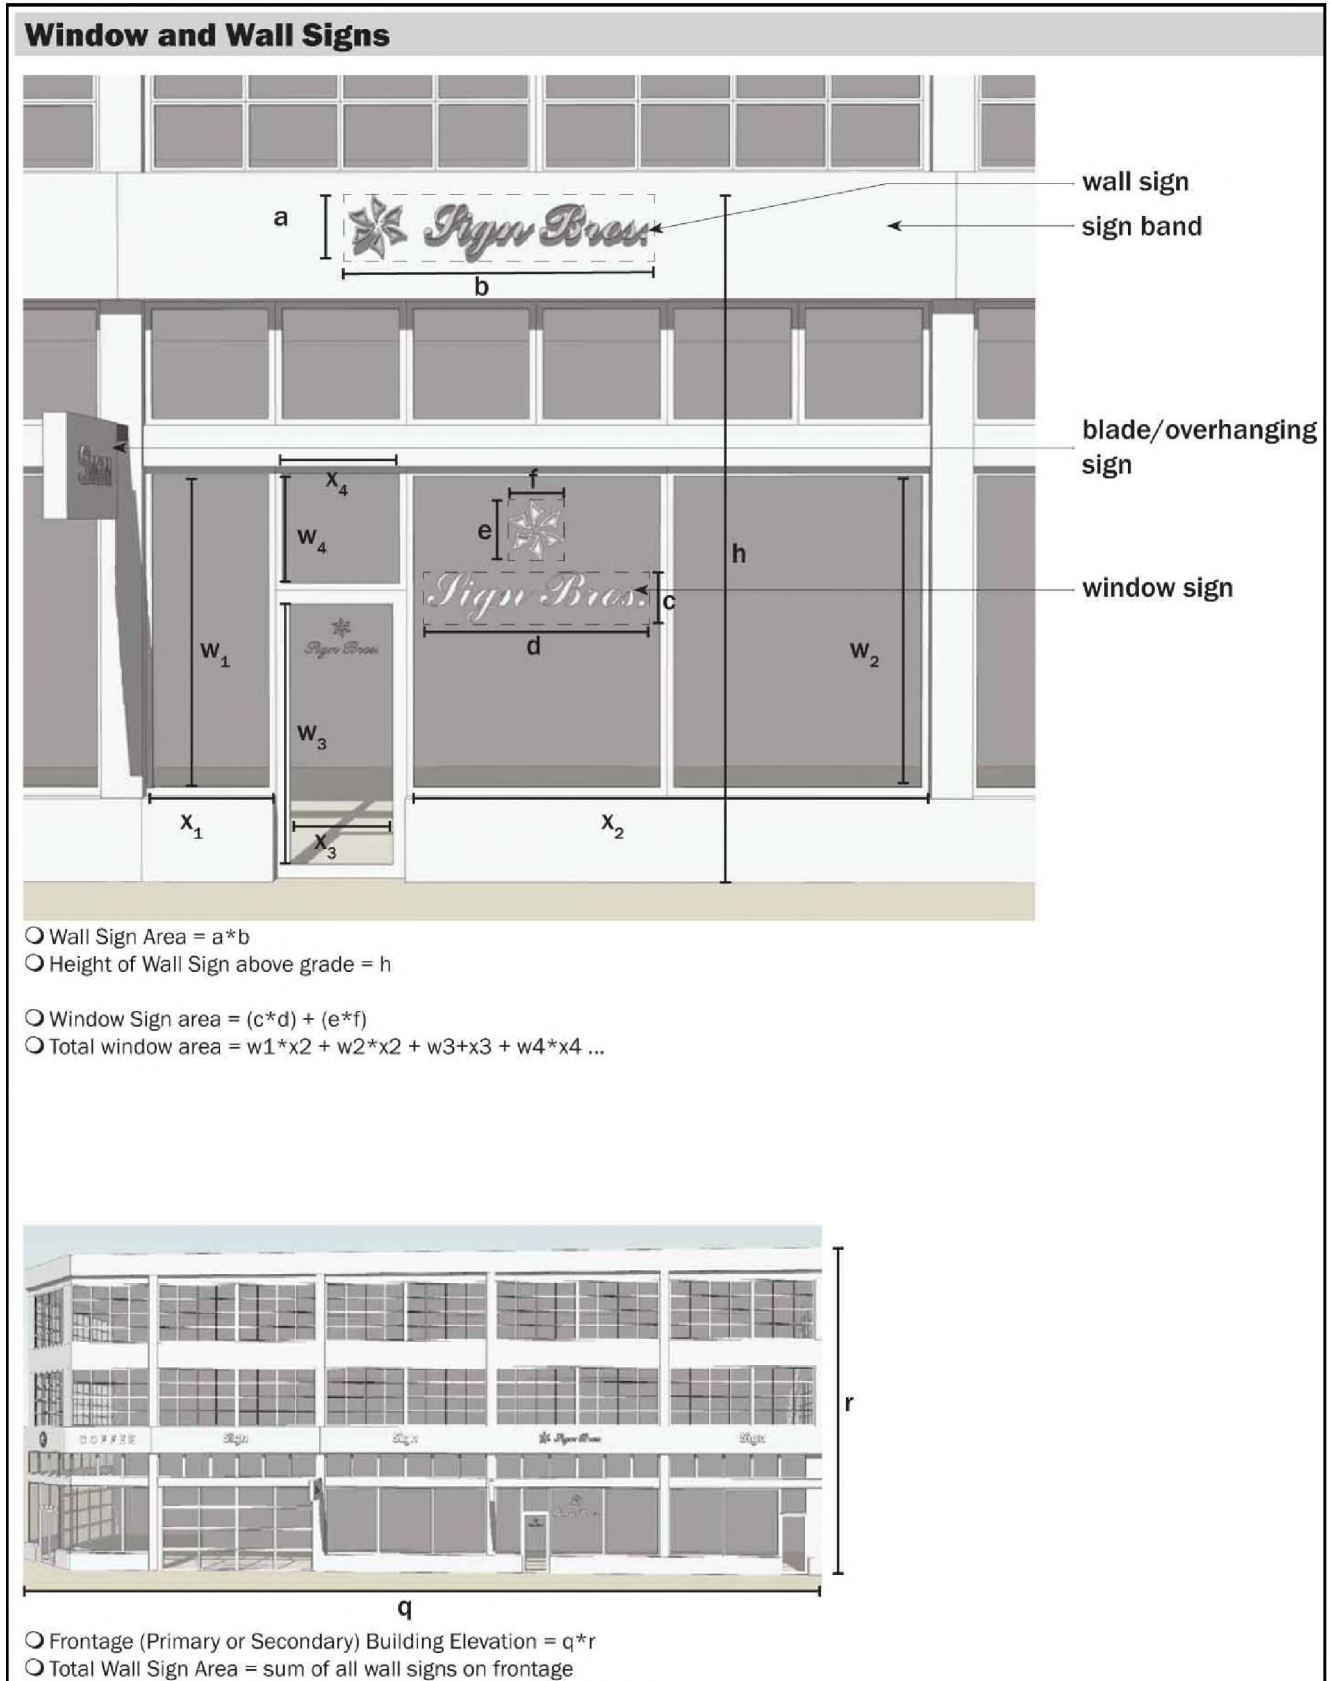 Window and Wall Signs
wall sign
a
Sign Bros.
sign band
b
blade/overhanging
sign
Sign
x4
f
w4
e
h
Sign Bros.
window sign
c
d
Sign Bros.
w1
w2
w3
x1
x2
x3
Wall Sign Area = a*b
Height of Wall Sign above grade = h
Window Sign area = (c*d) + (e*f)
Total window area = w1*x2 + w2*x2 + w3+x3 + w4*x4 ...
r
COFFEE Sign Sign Sign Bros Sign
q
Frontage (Primary or Secondary) Building Elevation = q*r
Total Wall Sign Area = sum of all wall signs on frontage